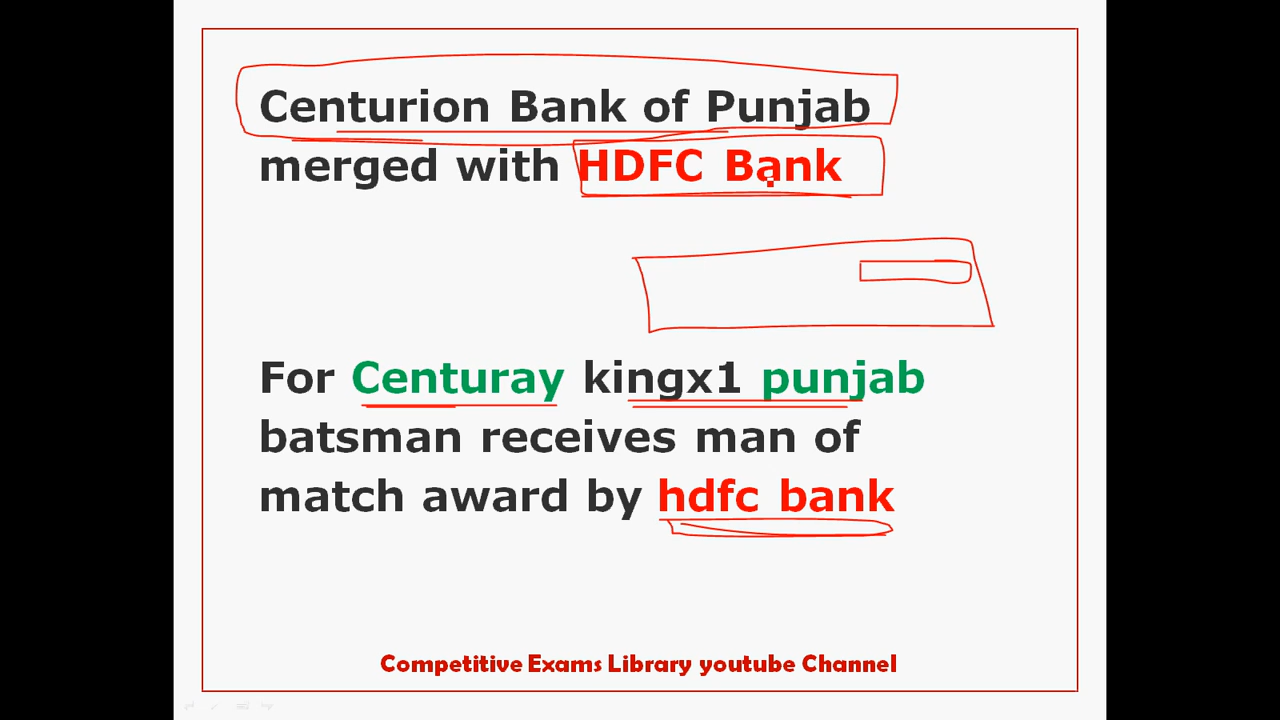 Centurion Bank of Punjab
merged with HDFC Bank
For Centuray kingx1 punjab
batsman receives man of
match award by hdfc bank
Competitive Exams Library youtube Channel